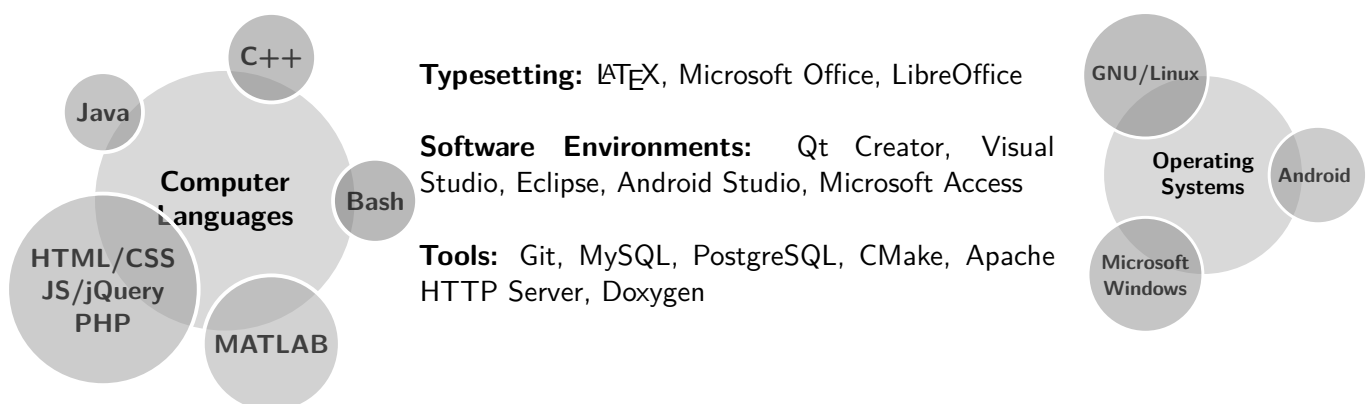 C++
Java
Computer
Languages
Bash
HTML/CSS
JS/jQuery
PHP
MATLAB
Typesetting: LATEX, Microsoft Office, LibreOffice
Software Environments: Qt Creator, Visual
Studio, Eclipse, Android Studio, Microsoft Access
Tools: Git, MySQL, PostgreSQL, CMake, Apache
HTTP Server, Doxygen
GNU/Linux
Operating
Systems
Android
Microsoft
Windows